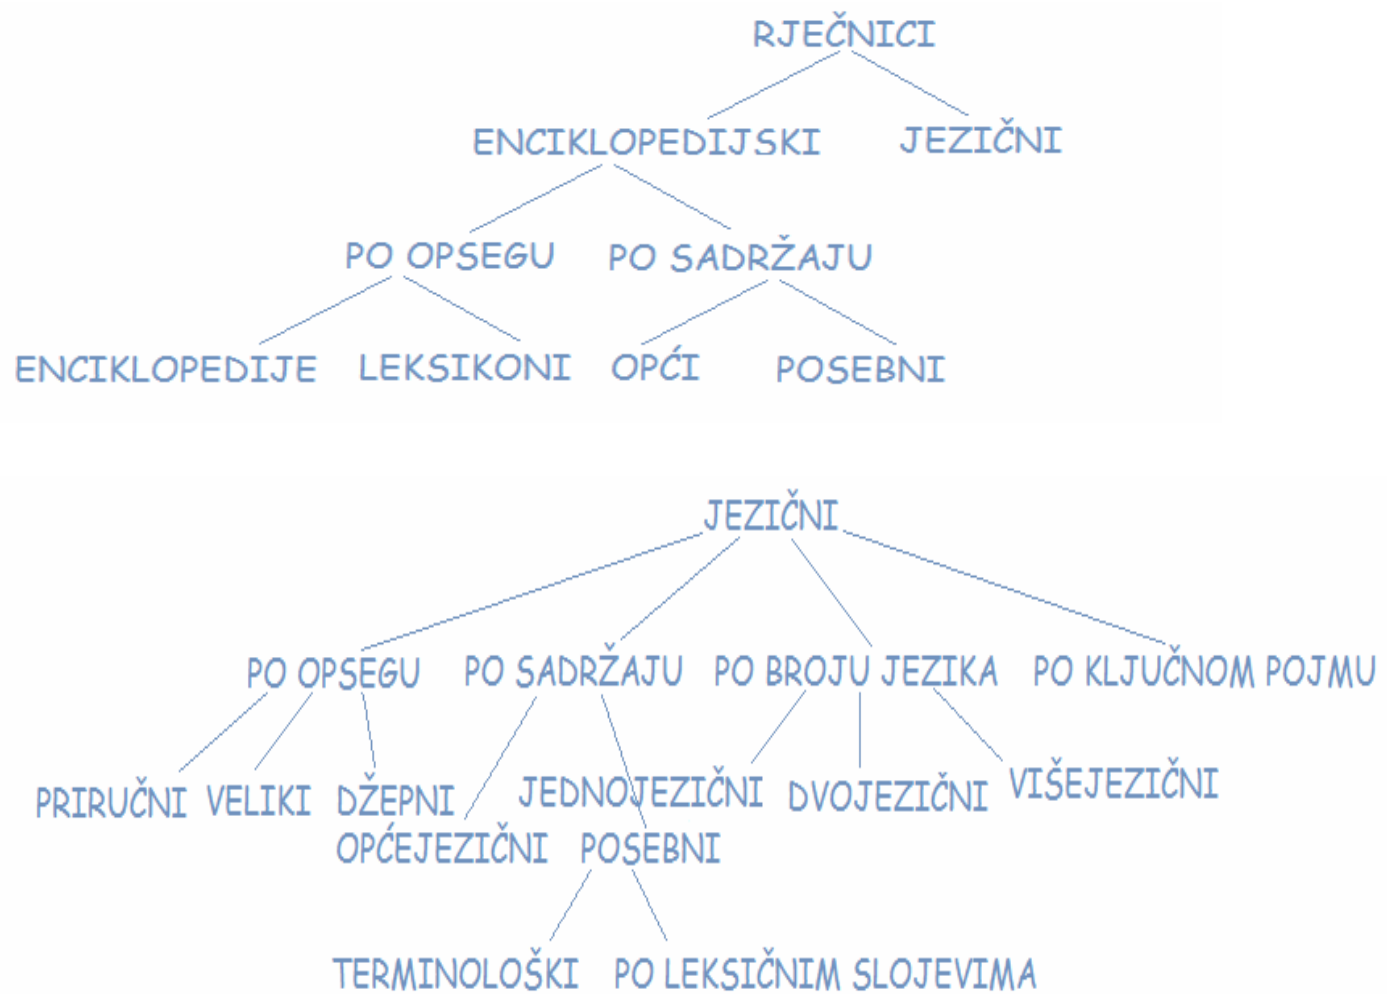 RJEČNICI
ENCIKLOPEDIJSKI JEZIČNI
PO OPSEGU PO SADRŽAJU
ENCIKLOPEDIJE LEKSIKONI OPĆI POSEBNI
JEZIČNI
PO OPSEGU PO SADRŽAJU PO BROJU JEZIKA PO KLJUČNOM POJMU
PRIRUČNI VELIKI DŽEPNI JEDNOJEZIČNI DVOJEZIČNI VIŠEJEZIČNI
OPĆEJEZIČNI POSEBNI
TERMINOLOŠKI PO LEKSIČNIM SLOJEVIMA